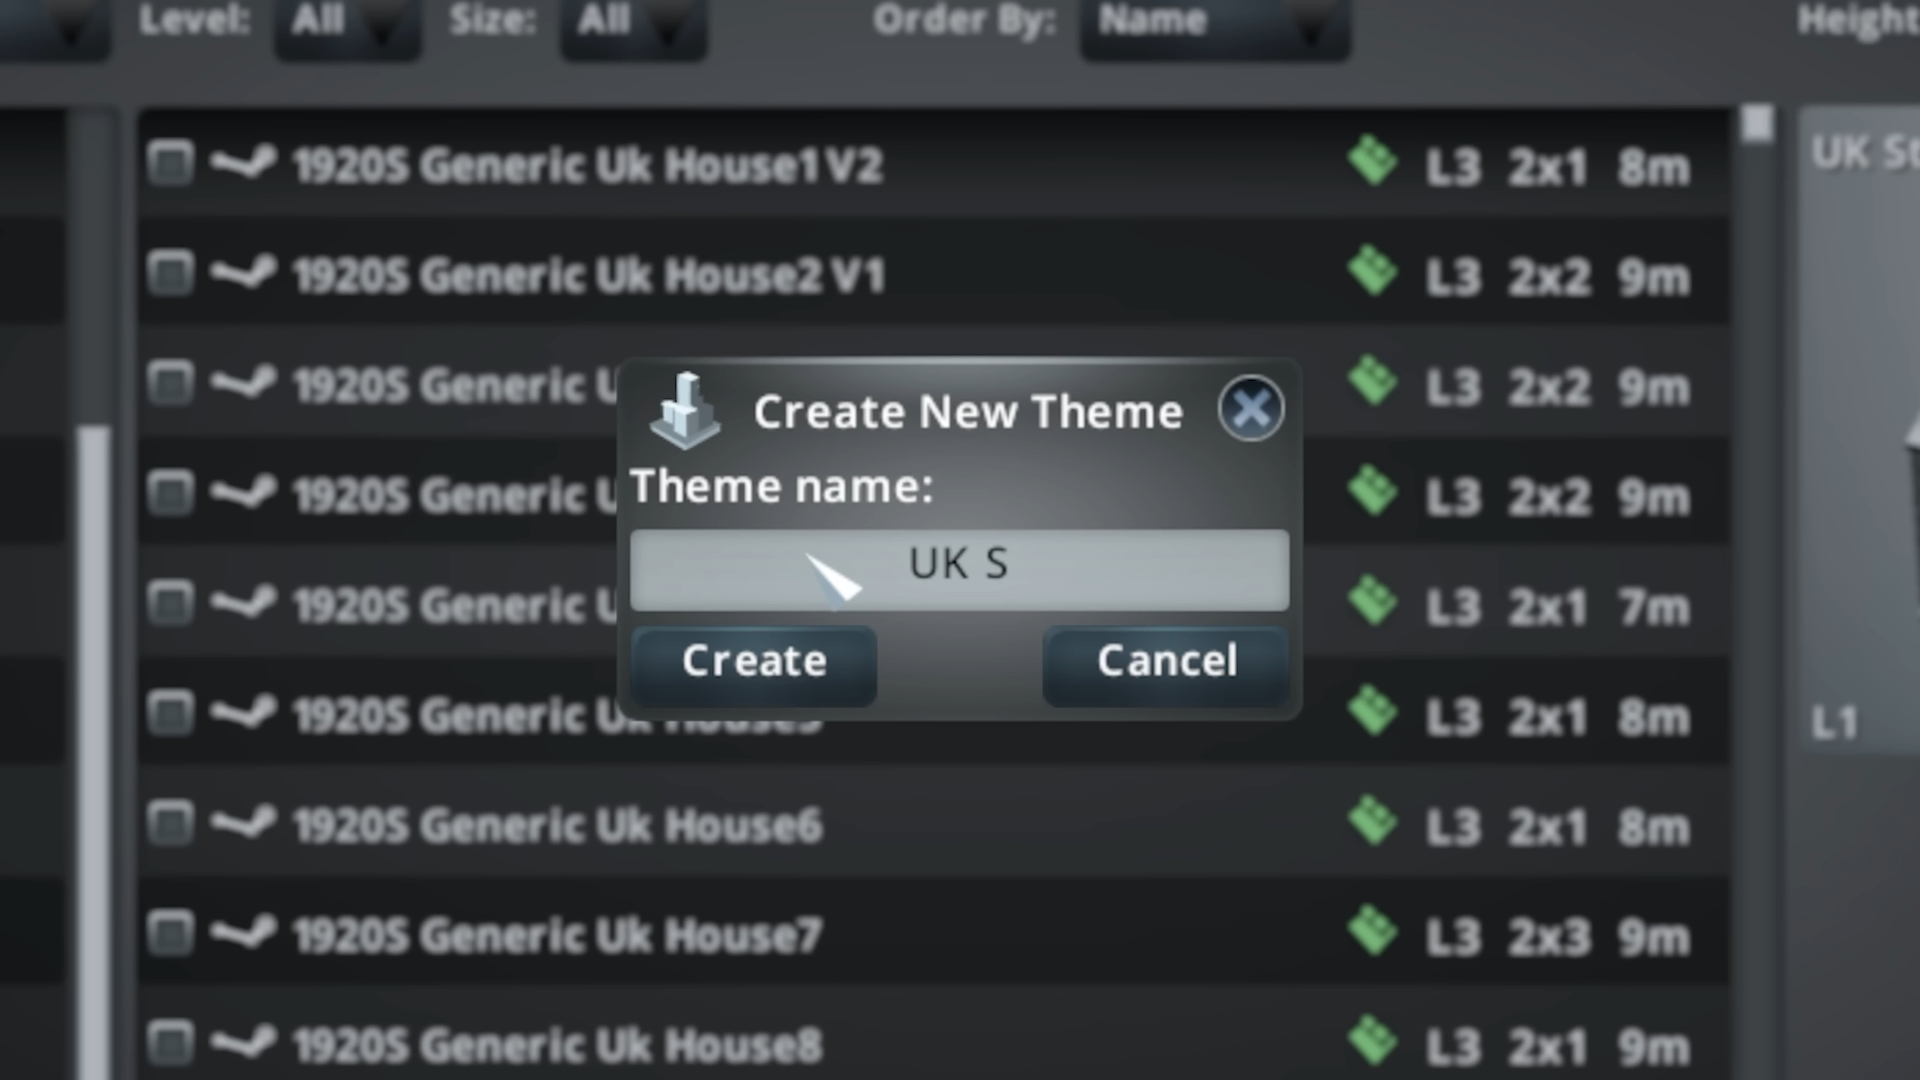 Level: All Size: All Order By: Name Height
1920S Generic Uk House1 V2 L3 2x1 8m
UK St
1920S Generic Uk House2 V1 L3 2x2 9m
1920S Generic U L3 2x2 9m
Create New Theme
Theme name:
1920S Generic U L3 2x2 9m
UK S
1920S Generic U L3 2x1 7m
Create Cancel
1920S Generic Uk House5 L3 2x1 8m
L1
1920S Generic Uk House6 L3 2x1 8m
1920S Generic Uk House7 L3 2x3 9m
1920S Generic Uk House8 L3 2x1 9m